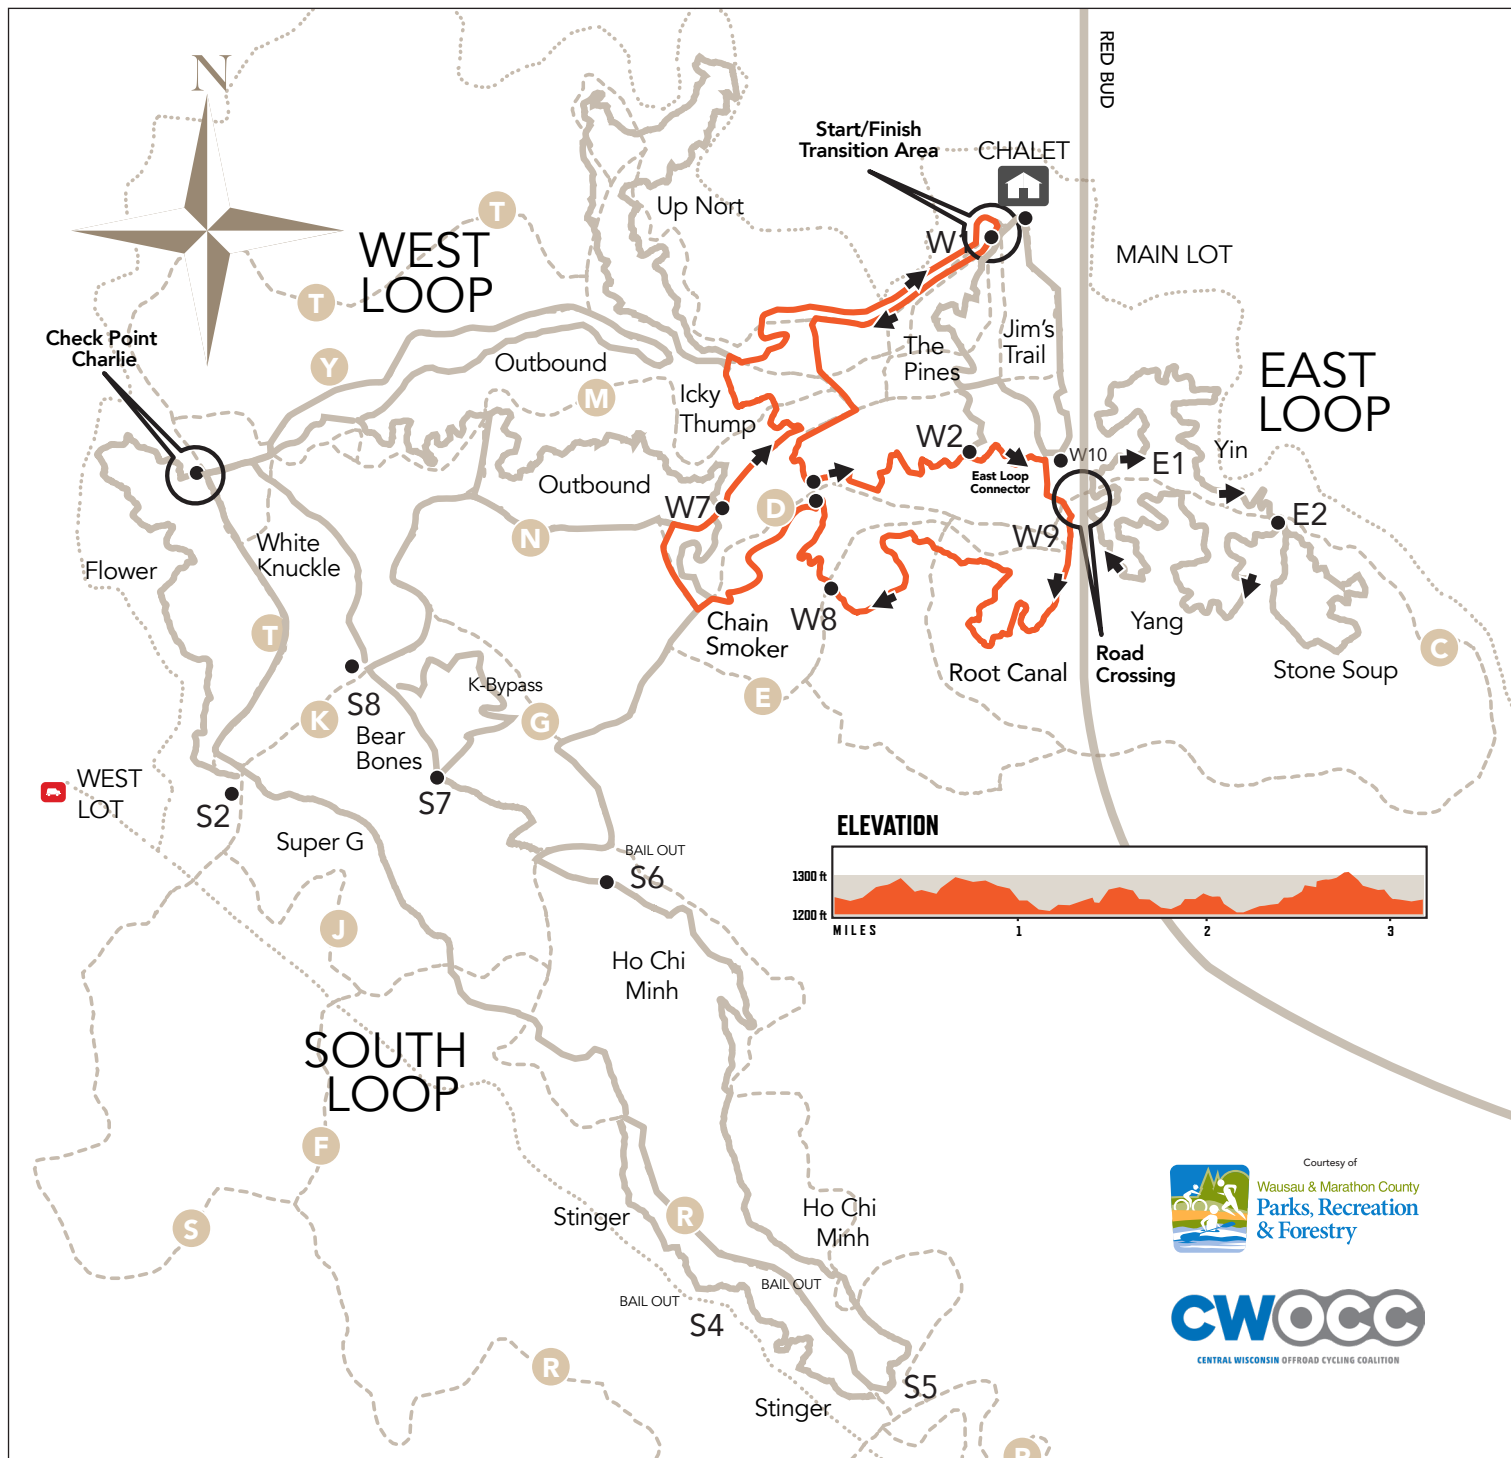 N
RED BUD
Start/Finish
Transition Area
CHALET
W1
Up Nort
T
WEST
LOOP
T
MAIN LOT
Check Point
Charlie
Y
Outbound
M
Icky
Thump
The
Pines
Jim's
Trail
EAST
LOOP
W2
East Loop
Connector
W10
E1
Yin
Outbound
W7
D
E2
N
W9
White
Knuckle
Flower
T
Chain
Smoker
W8
Yang
Root Canal
Road
Crossing
Stone Soup
C
K-Bypass
E
K
S8
G
Bear
Bones
WEST
LOT
S2
S7
Super G
BAIL OUT
S6
ELEVATION
1300 ft
1200 ft
MILES
1
2
3
J
Ho Chi
Minh
SOUTH
LOOP
F
S
Stinger
R
Ho Chi
Minh
BAIL OUT
BAIL OUT
S4
R
S5
Stinger
R
Courtesy of
Wausau & Marathon County
Parks, Recreation
& Forestry
CWOCC
CENTRAL WISCONSIN OFFROAD CYCLING COALITION